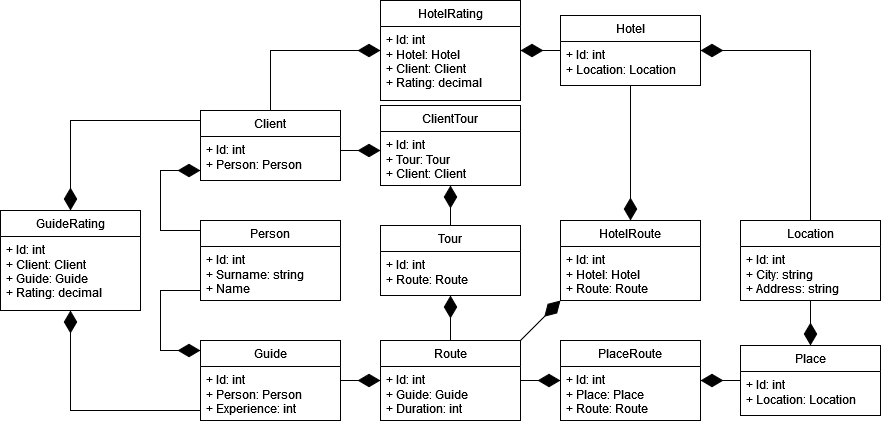 HotelRating
+ Id: int
+ Hotel: Hotel
+ Client: Client
+ Rating: decimal
Hotel
+ Id: int
+ Location: Location
Client
+ Id: int
+ Person: Person
ClientTour
+ Id: int
+ Tour: Tour
+ Client: Client
GuideRating
+ Id: int
+ Client: Client
+ Guide: Guide
+ Rating: decimal
Person
+ Id: int
+ Surname: string
+ Name
Tour
+ Id: int
+ Route: Route
HotelRoute
+ Id: int
+ Hotel: Hotel
+ Route: Route
Location
+ Id: int
+ City: string
+ Address: string
Guide
+ Id: int
+ Person: Person
+ Experience: int
Route
+ Id: int
+ Guide: Guide
+ Duration: int
PlaceRoute
+ Id: int
+ Place: Place
+ Route: Route
Place
+ Id: int
+ Location: Location